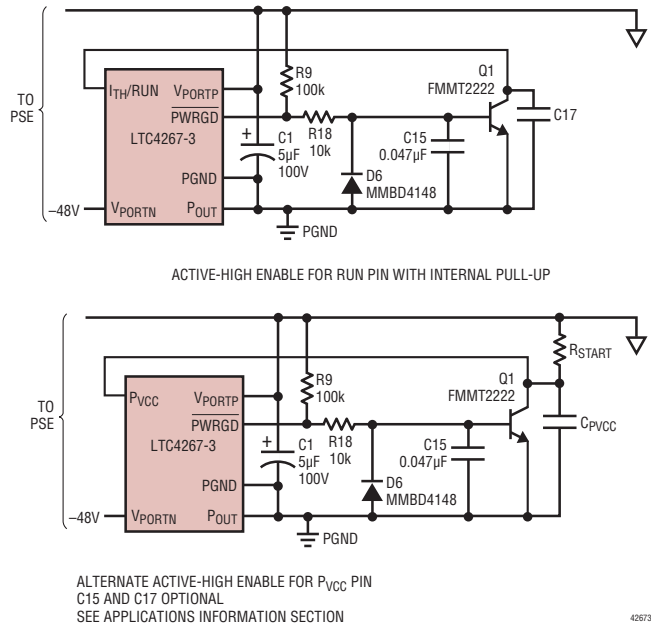 TO
PSE
I_TH/RUN
V_PORTP
PWRGD
LTC4267-3
PGND
V_PORTN
P_OUT
–48V
R9
100k
R18
10k
+
C1
5µF
100V
D6
MMBD4148
C15
0.047µF
Q1
FMMT2222
C17
PGND
ACTIVE-HIGH ENABLE FOR RUN PIN WITH INTERNAL PULL-UP
TO
PSE
P_VCC
V_PORTP
PWRGD
LTC4267-3
PGND
V_PORTN
P_OUT
–48V
R9
100k
R18
10k
+
C1
5µF
100V
D6
MMBD4148
C15
0.047µF
Q1
FMMT2222
R_START
C_PVCC
PGND
ALTERNATE ACTIVE-HIGH ENABLE FOR P_VCC PIN
C15 AND C17 OPTIONAL
SEE APPLICATIONS INFORMATION SECTION
42673